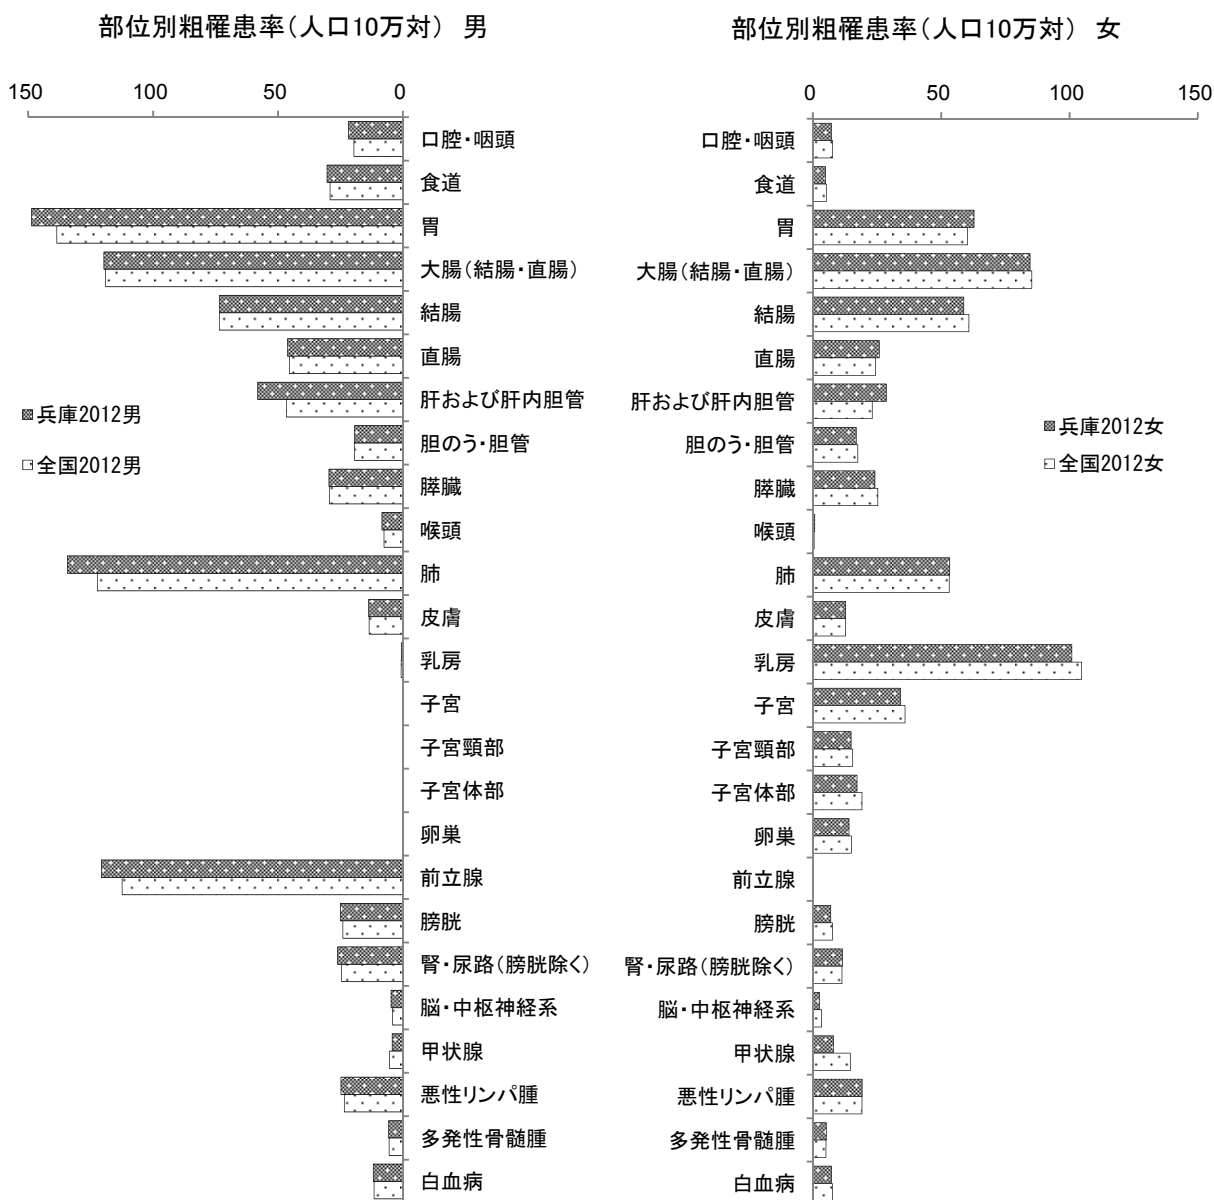 部位別粗罹患率(人口10万対) 男
150 100 50 0
口腔・咽頭
食道
胃
大腸(結腸・直腸)
結腸
直腸
肝および肝内胆管
胆のう・胆管
膵臓
喉頭
肺
皮膚
乳房
子宮
子宮頸部
子宮体部
卵巣
前立腺
膀胱
腎・尿路(膀胱除く)
脳・中枢神経系
甲状腺
悪性リンパ腫
多発性骨髄腫
白血病
兵庫2012男
全国2012男
部位別粗罹患率(人口10万対) 女
0 50 100 150
口腔・咽頭
食道
胃
大腸(結腸・直腸)
結腸
直腸
肝および肝内胆管
胆のう・胆管
膵臓
喉頭
肺
皮膚
乳房
子宮
子宮頸部
子宮体部
卵巣
前立腺
膀胱
腎・尿路(膀胱除く)
脳・中枢神経系
甲状腺
悪性リンパ腫
多発性骨髄腫
白血病
兵庫2012女
全国2012女